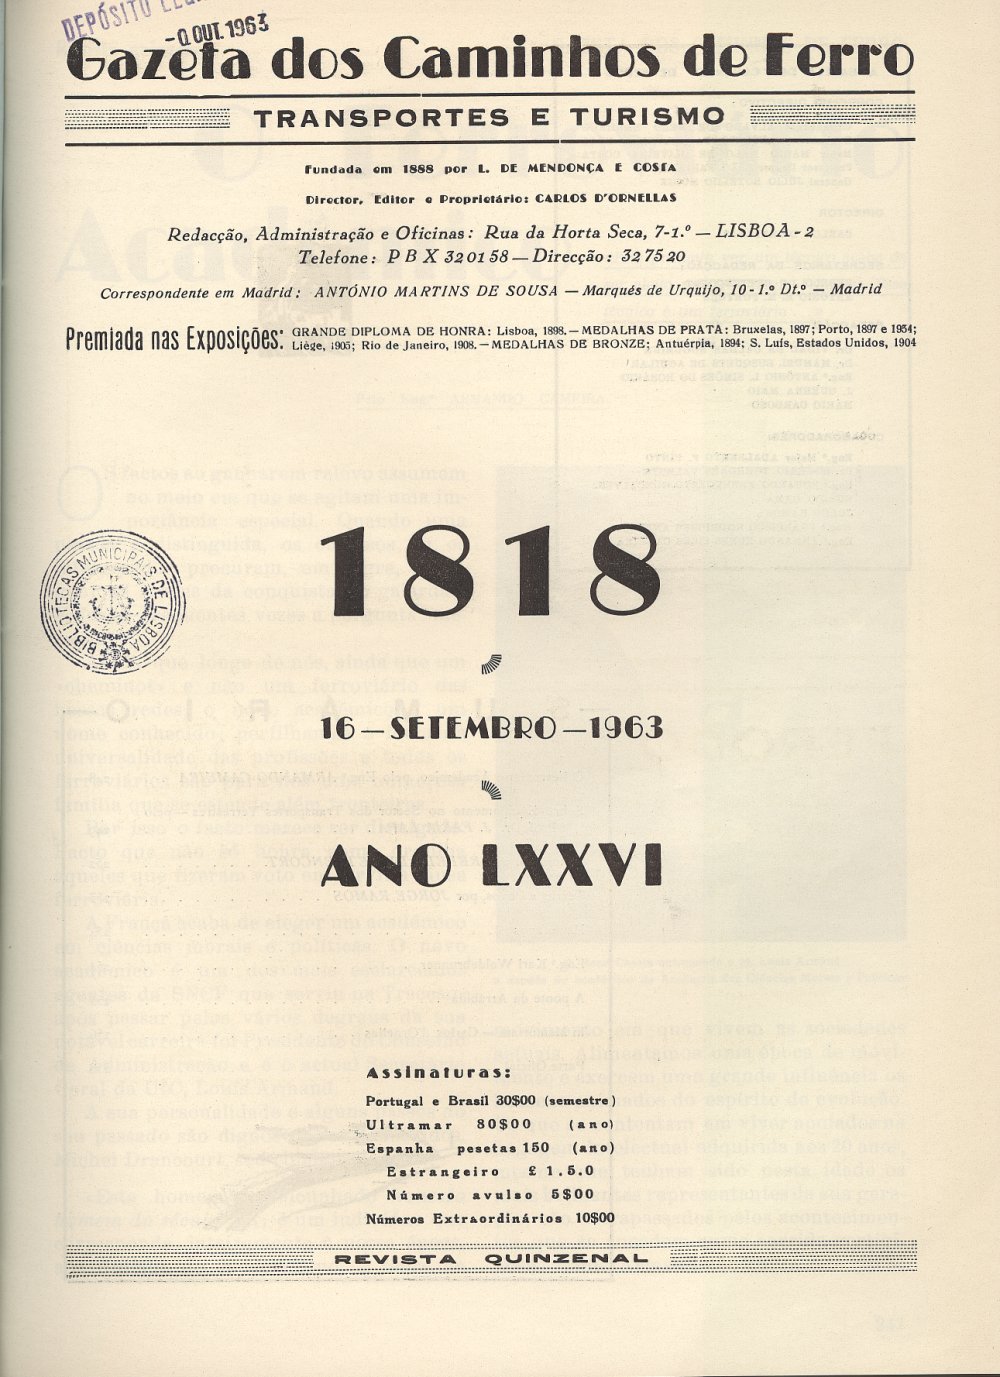 DEPÓSITO
OUT. 1963
Gazeta dos Caminhos de Ferro
TRANSPORTES E TURISMO
Fundada em 1888 por L. DE MENDONÇA E COSTA
Director, Editor e Proprietário: CARLOS D'ORNELLAS
Redacção, Administração e Oficinas: Rua da Horta Seca, 7-1.º — LISBOA - 2
Telefone: P B X 32 01 58 — Direcção: 32 75 20
Correspondente em Madrid: ANTÓNIO MARTINS DE SOUSA — Marqués de Urquijo, 10-1.º Dt.º — Madrid
Premiada nas Exposições: GRANDE DIPLOMA DE HONRA: Lisboa, 1898. — MEDALHAS DE PRATA: Bruxelas, 1897; Porto, 1897 e 1934;
Liège, 1905; Rio de Janeiro, 1908. — MEDALHAS DE BRONZE: Antuérpia, 1894; S. Luís, Estados Unidos, 1904
1818
BIBLIOTECAS MUNICIPAIS DE LISBOA
16 — SETEMBRO — 1963
ANO LXXVI
Assinaturas:
Portugal e Brasil 30$00 (semestre)
Ultramar 80$00 (ano)
Espanha pesetas 150 (ano)
Estrangeiro £ 1.5.0
Número avulso 5$00
Números Extraordinários 10$00
REVISTA QUINZENAL